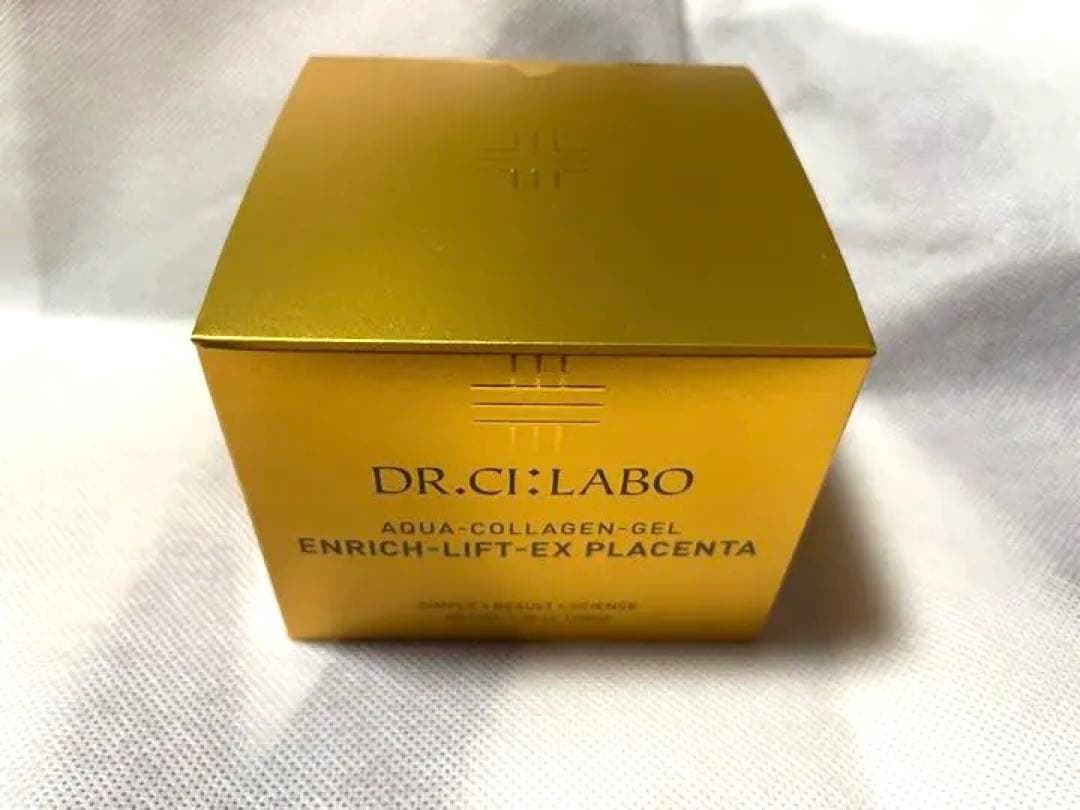 DR.CI:LABO
AQUA-COLLAGEN-GEL
ENRICH-LIFT-EX PLACENTA